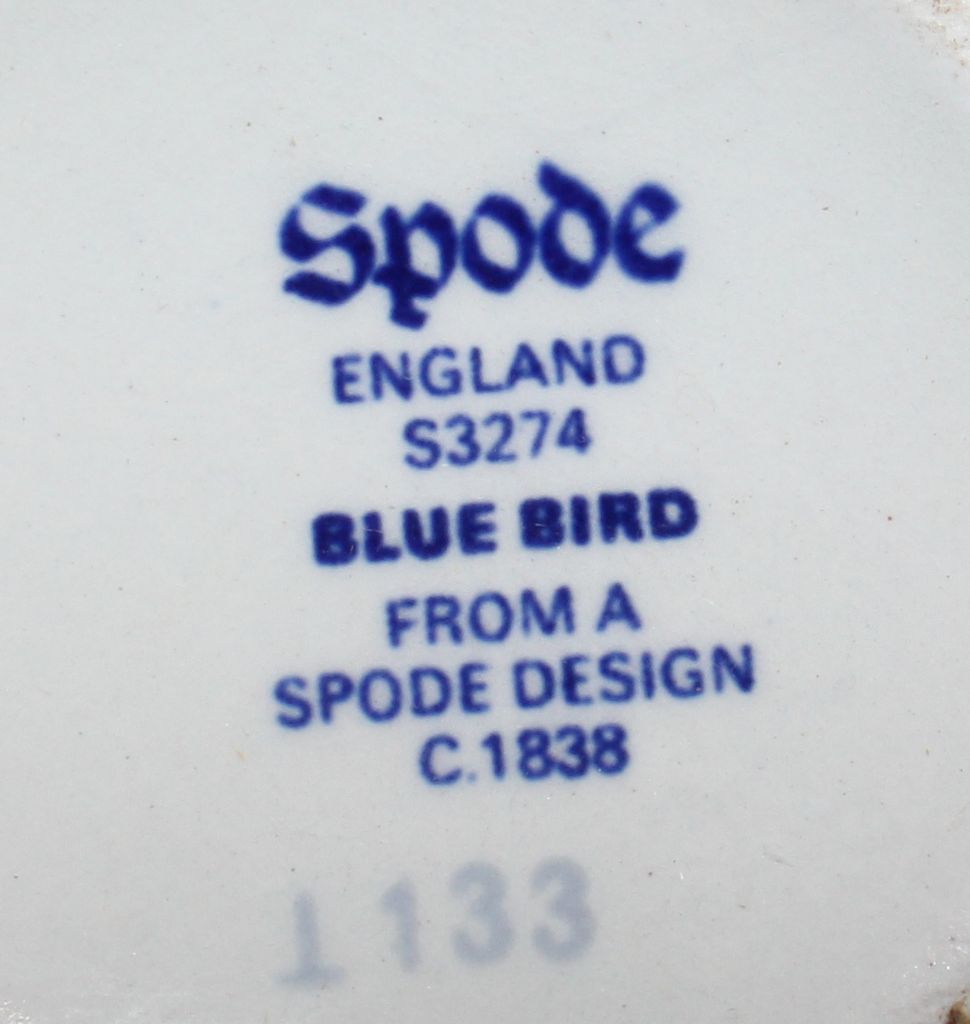 Spode
ENGLAND
S3274
BLUE BIRD
FROM A
SPODE DESIGN
C.1838
1133